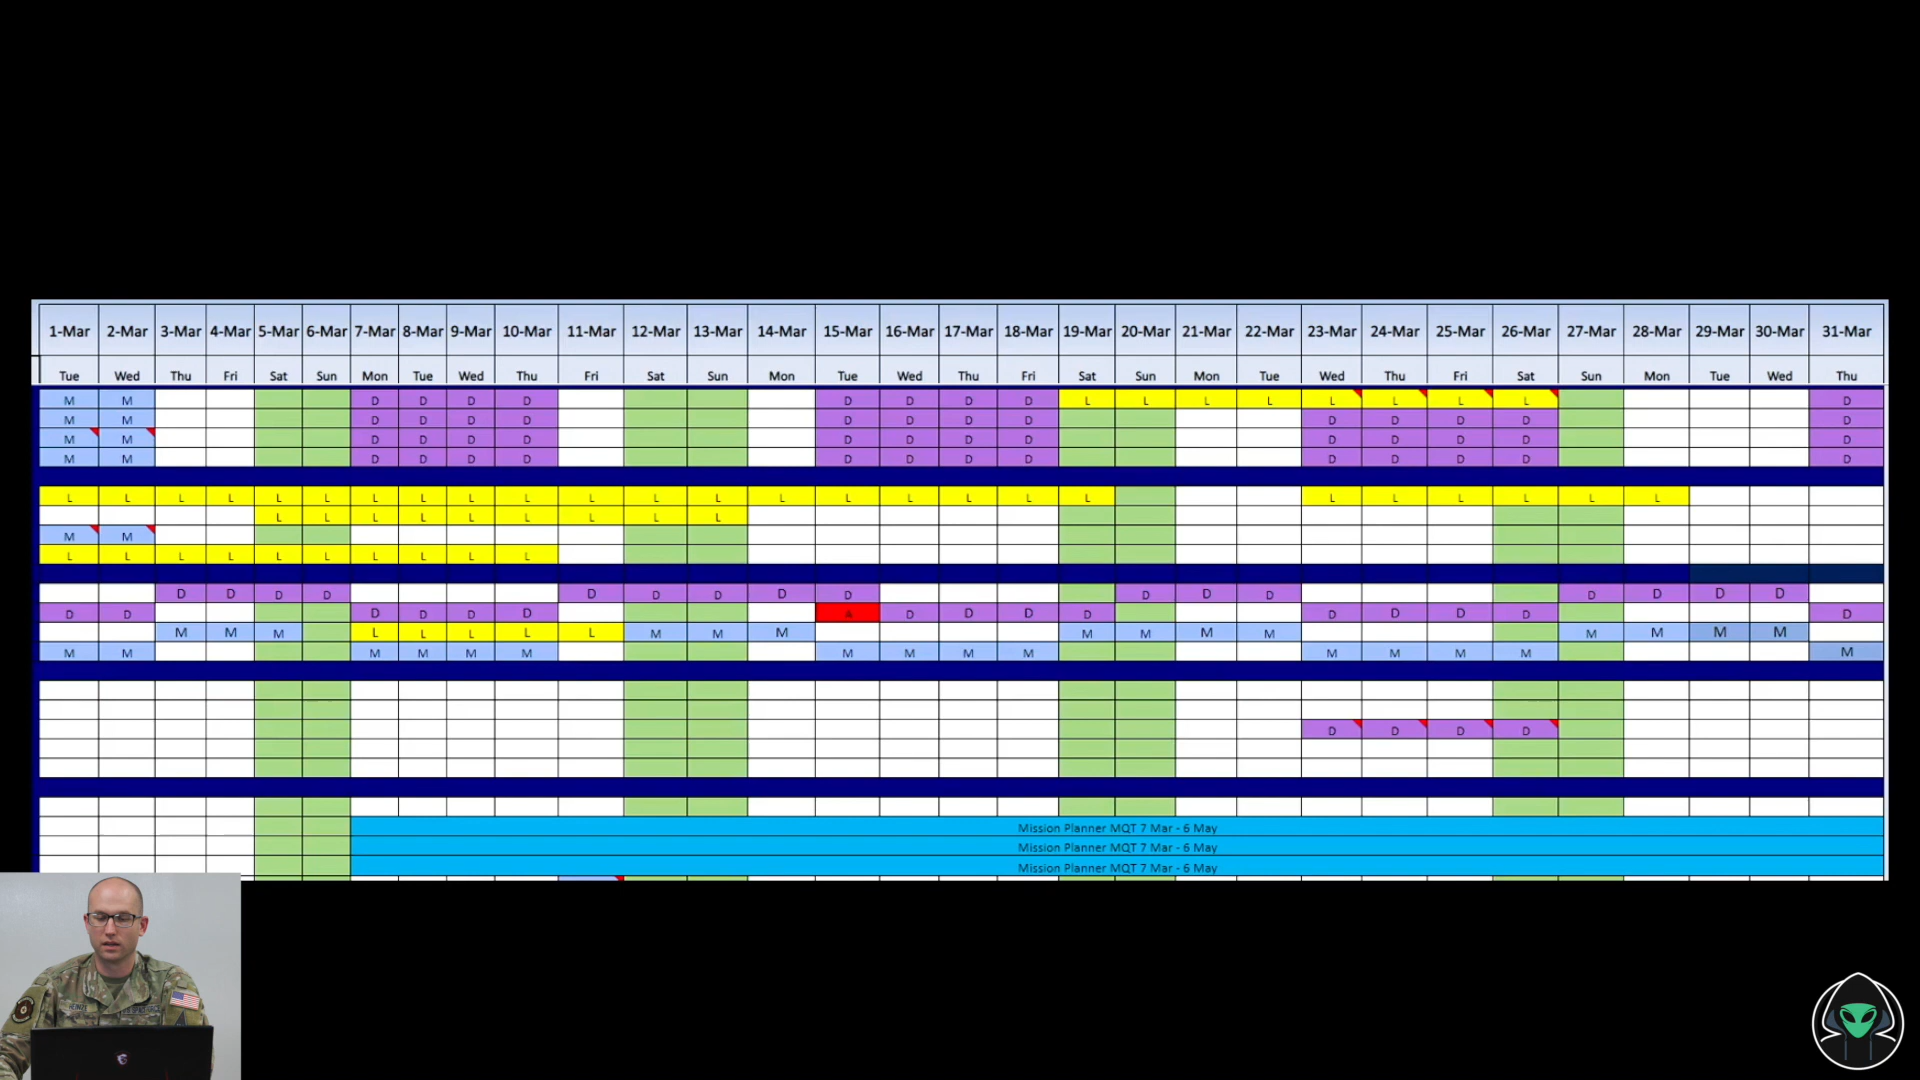 1-Mar 2-Mar 3-Mar 4-Mar 5-Mar 6-Mar 7-Mar 8-Mar 9-Mar 10-Mar 11-Mar 12-Mar 13-Mar 14-Mar 15-Mar 16-Mar 17-Mar 18-Mar 19-Mar 20-Mar 21-Mar 22-Mar 23-Mar 24-Mar 25-Mar 26-Mar 27-Mar 28-Mar 29-Mar 30-Mar 31-Mar
Tue Wed Thu Fri Sat Sun Mon Tue Wed Thu Fri Sat Sun Mon Tue Wed Thu Fri Sat Sun Mon Tue Wed Thu Fri Sat Sun Mon Tue Wed Thu
M M D D D D D D D D L L L L L L L L D
M M D D D D D D D D D D D D D
M M D D D D D D D D D D D D D
M M D D D D D D D D D D D D D
L L L L L L L L L L L L L L L L L L L L L L L L L
L L L L L L L L L
M M
L L L L L L L L L L
D D D D D D D D D D D D D D D D
D D D D D D A D D D D D D D D D
M M M L L L L L M M M M M M M M M M M
M M M M M M M M M M M M M M M
D D D D
Mission Planner MQT 7 Mar - 6 May
Mission Planner MQT 7 Mar - 6 May
Mission Planner MQT 7 Mar - 6 May